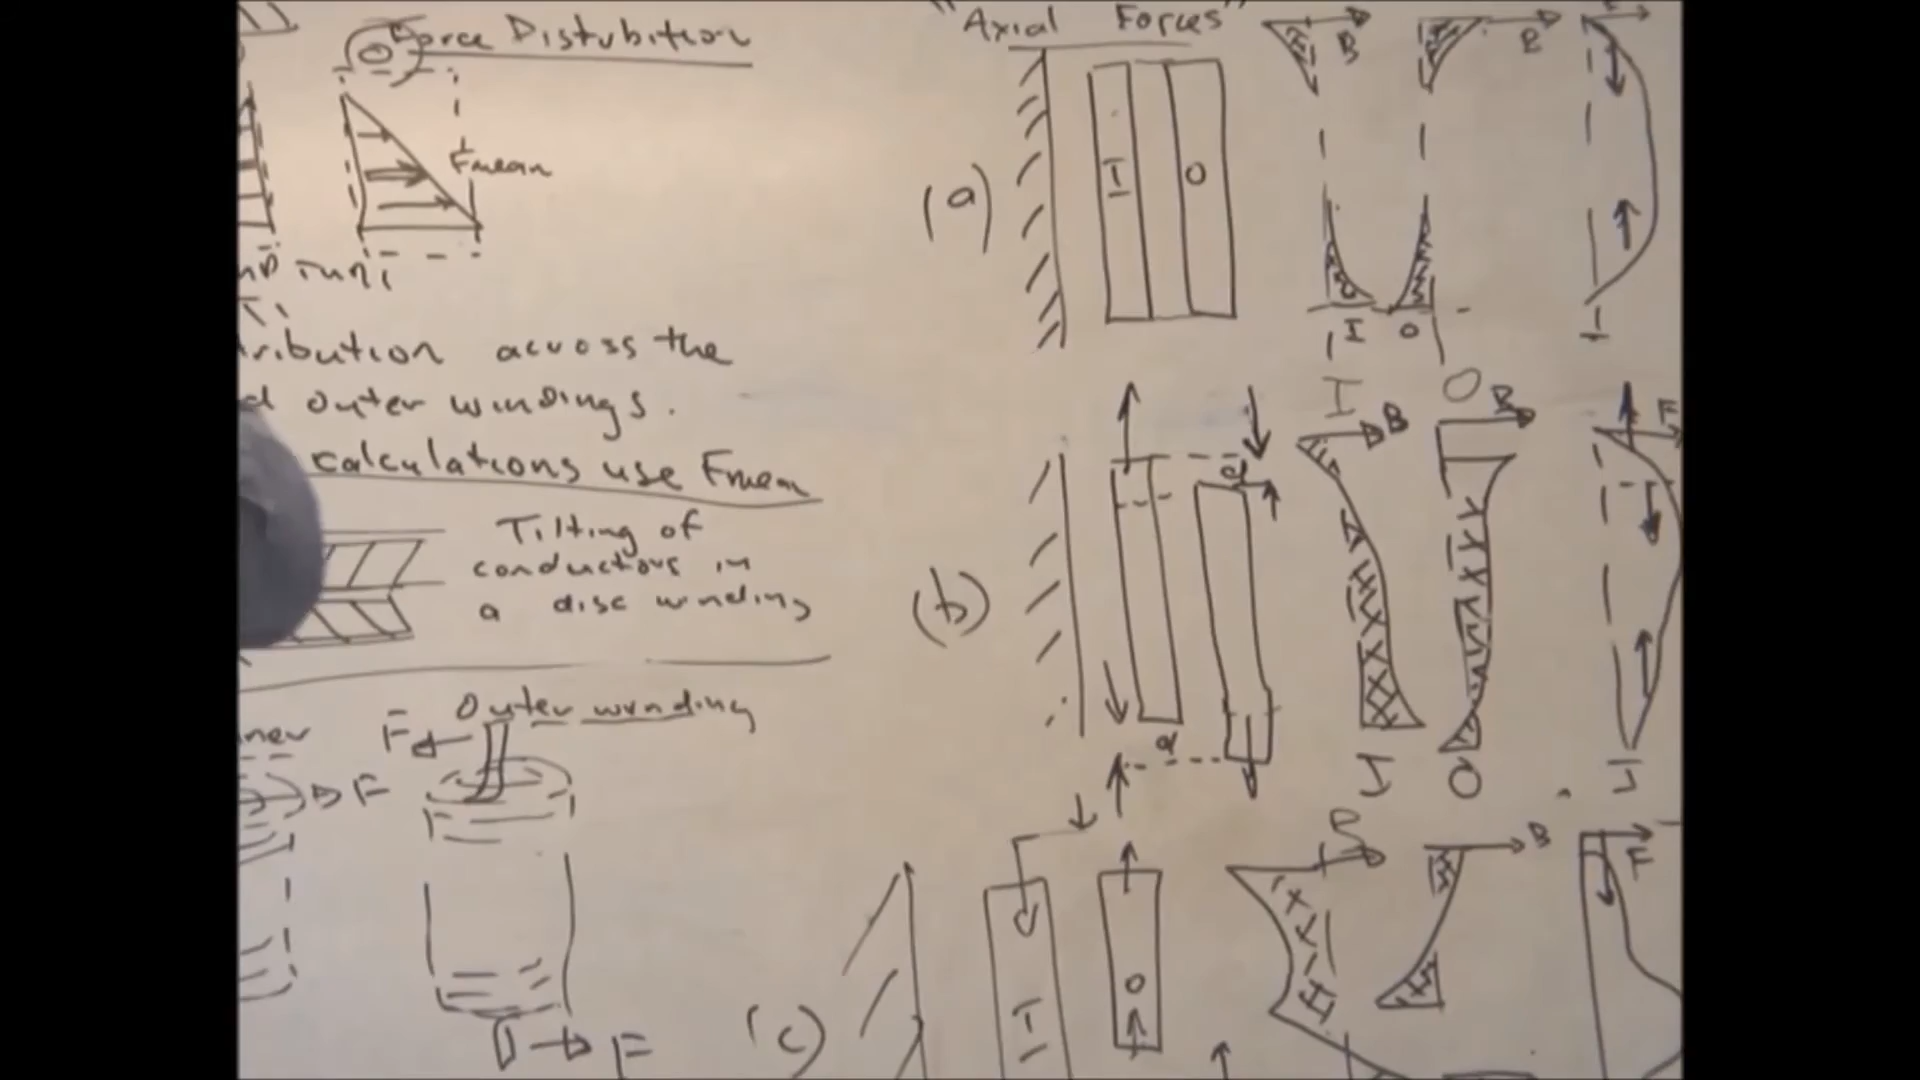 Force Distubition
Fmean
ribution across the
outer windings.
calculations use Fmean
Tilting of
conductors in
a disc winding
Outer winding
F
F
F
"Axial Forces"
B
B
(a)
I
O
I
O
I
I
O
B
B
F
(b)
d
d
I
O
I
B
B
F
(c)
I
O